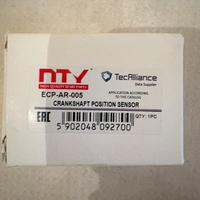 NTY
HIGH QUALITY SPARE PARTS
TecAlliance
Data Supplier
ECP-AR-005
APPLICATION ACCORDING
TO THE CATALOG
CRANKSHAFT POSITION SENSOR
EAC
QTY: 1PC
5 902048 092700